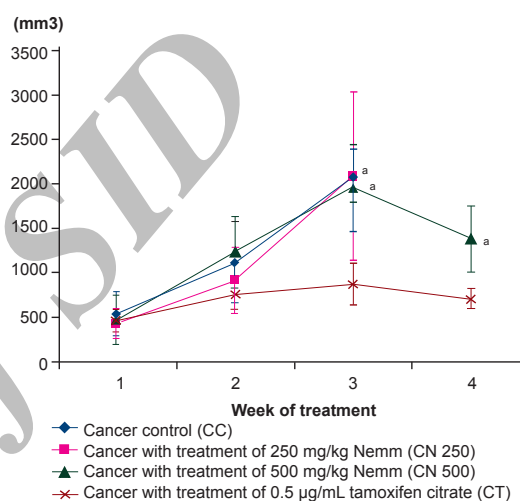 (mm3)
3500
3000
2500
2000
1500
1000
500
0
a
a
a
1 2 3 4
Week of treatment
Cancer control (CC)
Cancer with treatment of 250 mg/kg Nemm (CN 250)
Cancer with treatment of 500 mg/kg Nemm (CN 500)
Cancer with treatment of 0.5 µg/mL tamoxifen citrate (CT)
SID